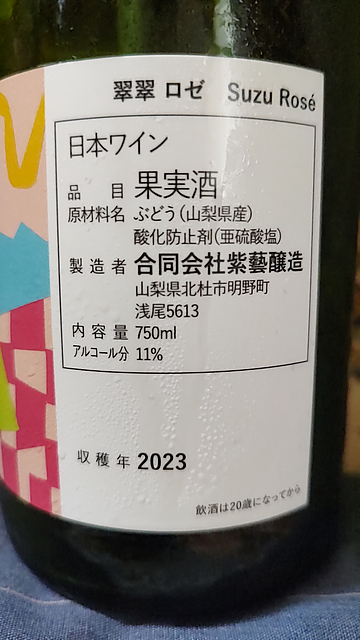 翠翠 ロゼ Suzu Rosé
日本ワイン
品目 果実酒
原材料名 ぶどう(山梨県産)
酸化防止剤(亜硫酸塩)
製造者 合同会社紫藝醸造
山梨県北杜市明野町
浅尾5613
内容量 750ml
アルコール分 11%
収穫年 2023
飲酒は20歳になってから